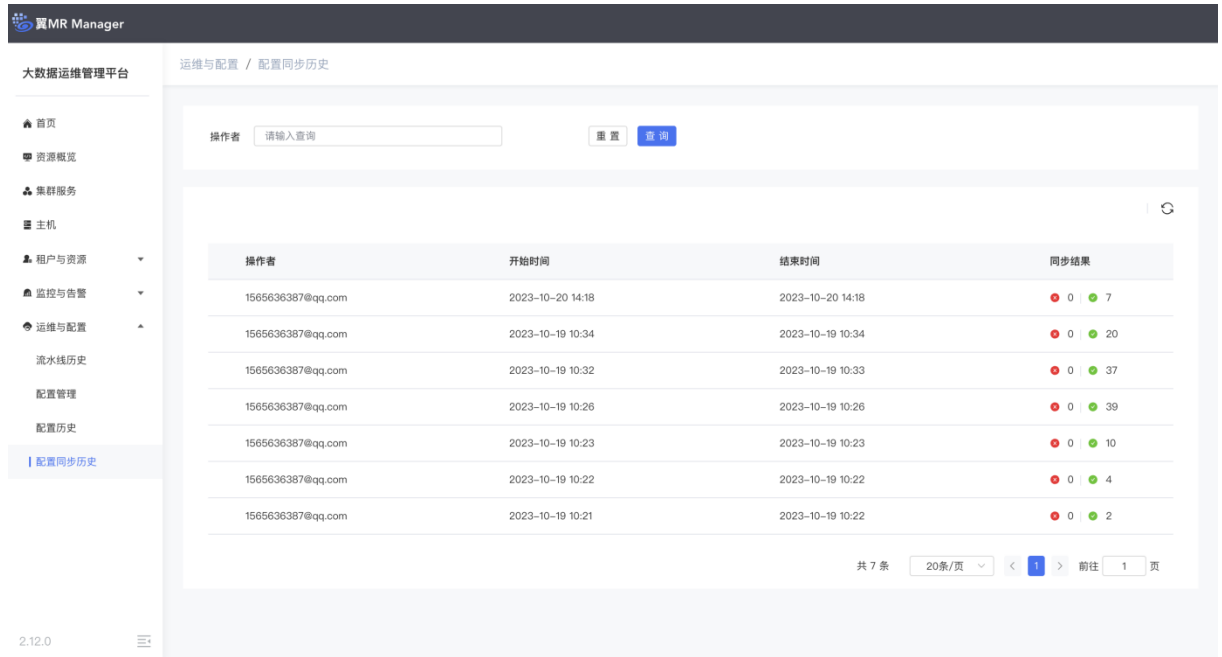 翼MR Manager
大数据运维管理平台
运维与配置 / 配置同步历史
首页
资源概览
集群服务
主机
租户与资源
监控与告警
运维与配置
流水线历史
配置管理
配置历史
配置同步历史
2.12.0
操作者 请输入查询 重置 查询
操作者 开始时间 结束时间 同步结果
1565636387@qq.com 2023-10-20 14:18 2023-10-20 14:18 0 7
1565636387@qq.com 2023-10-19 10:34 2023-10-19 10:34 0 20
1565636387@qq.com 2023-10-19 10:32 2023-10-19 10:33 0 37
1565636387@qq.com 2023-10-19 10:26 2023-10-19 10:26 0 39
1565636387@qq.com 2023-10-19 10:23 2023-10-19 10:23 0 10
1565636387@qq.com 2023-10-19 10:22 2023-10-19 10:22 0 4
1565636387@qq.com 2023-10-19 10:21 2023-10-19 10:22 0 2
共 7 条 20条/页 1 前往 1 页